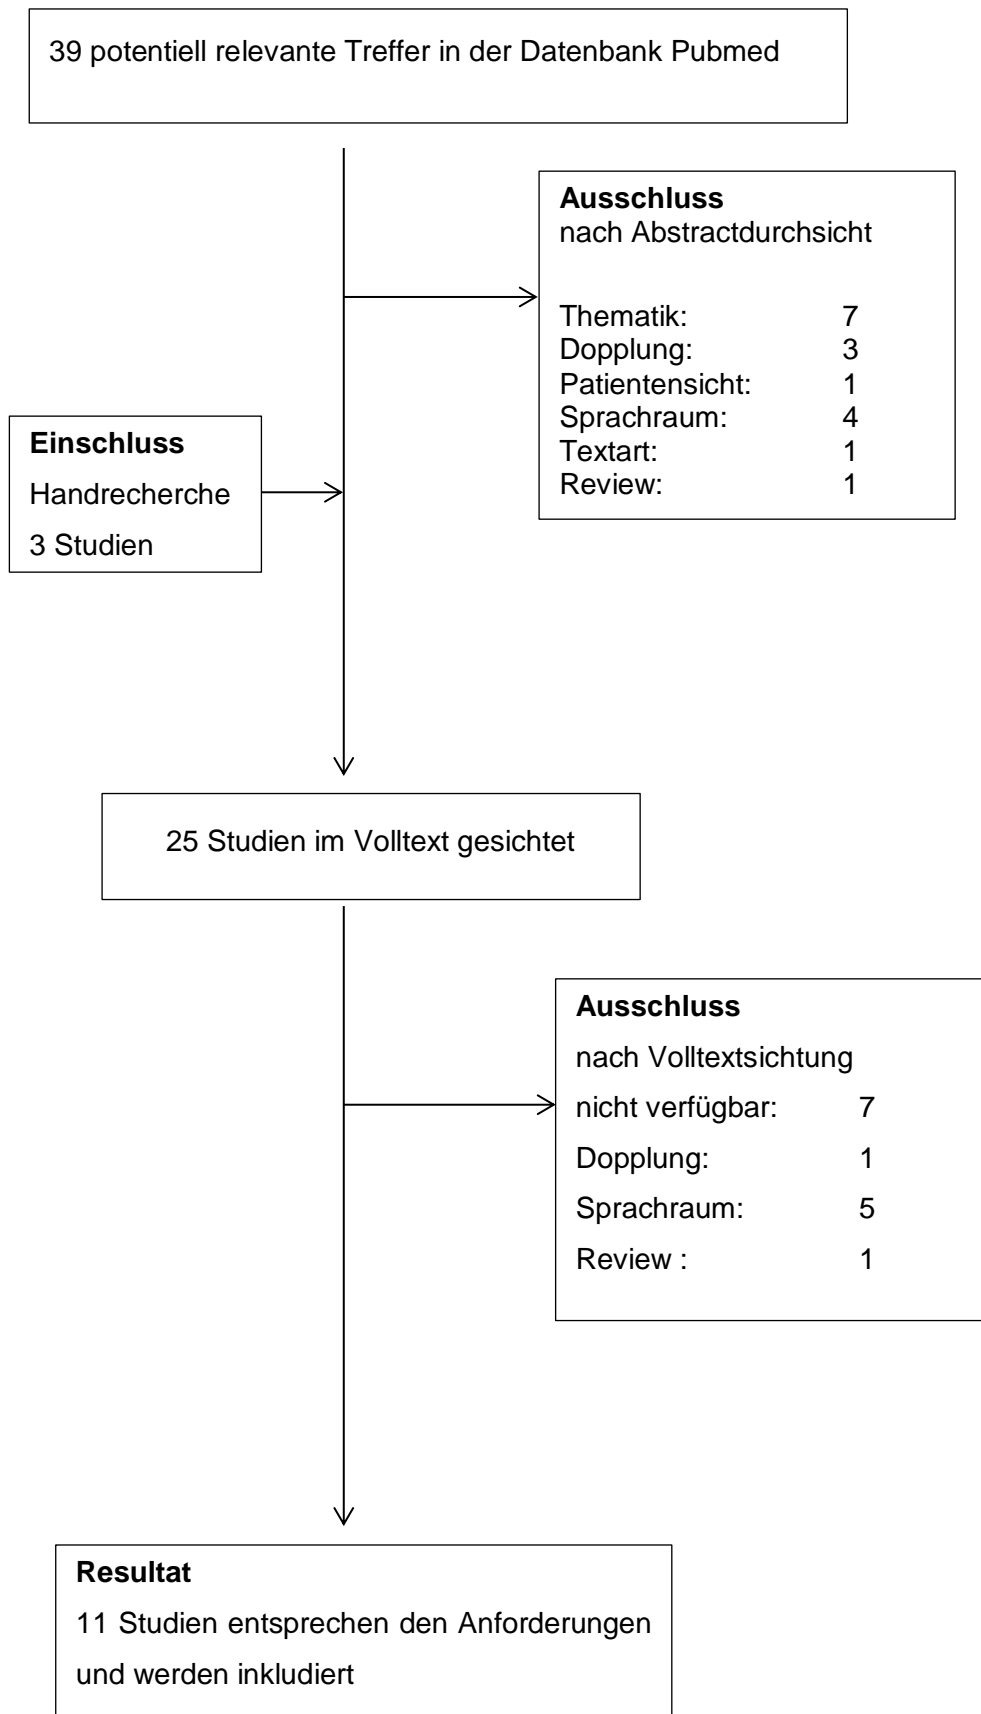 39 potentiell relevante Treffer in der Datenbank Pubmed
Ausschluss
nach Abstractdurchsicht
Thematik: 7
Dopplung: 3
Patientensicht: 1
Sprachraum: 4
Textart: 1
Review: 1
Einschluss
Handrecherche
3 Studien
25 Studien im Volltext gesichtet
Ausschluss
nach Volltextsichtung
nicht verfügbar: 7
Dopplung: 1
Sprachraum: 5
Review : 1
Resultat
11 Studien entsprechen den Anforderungen
und werden inkludiert